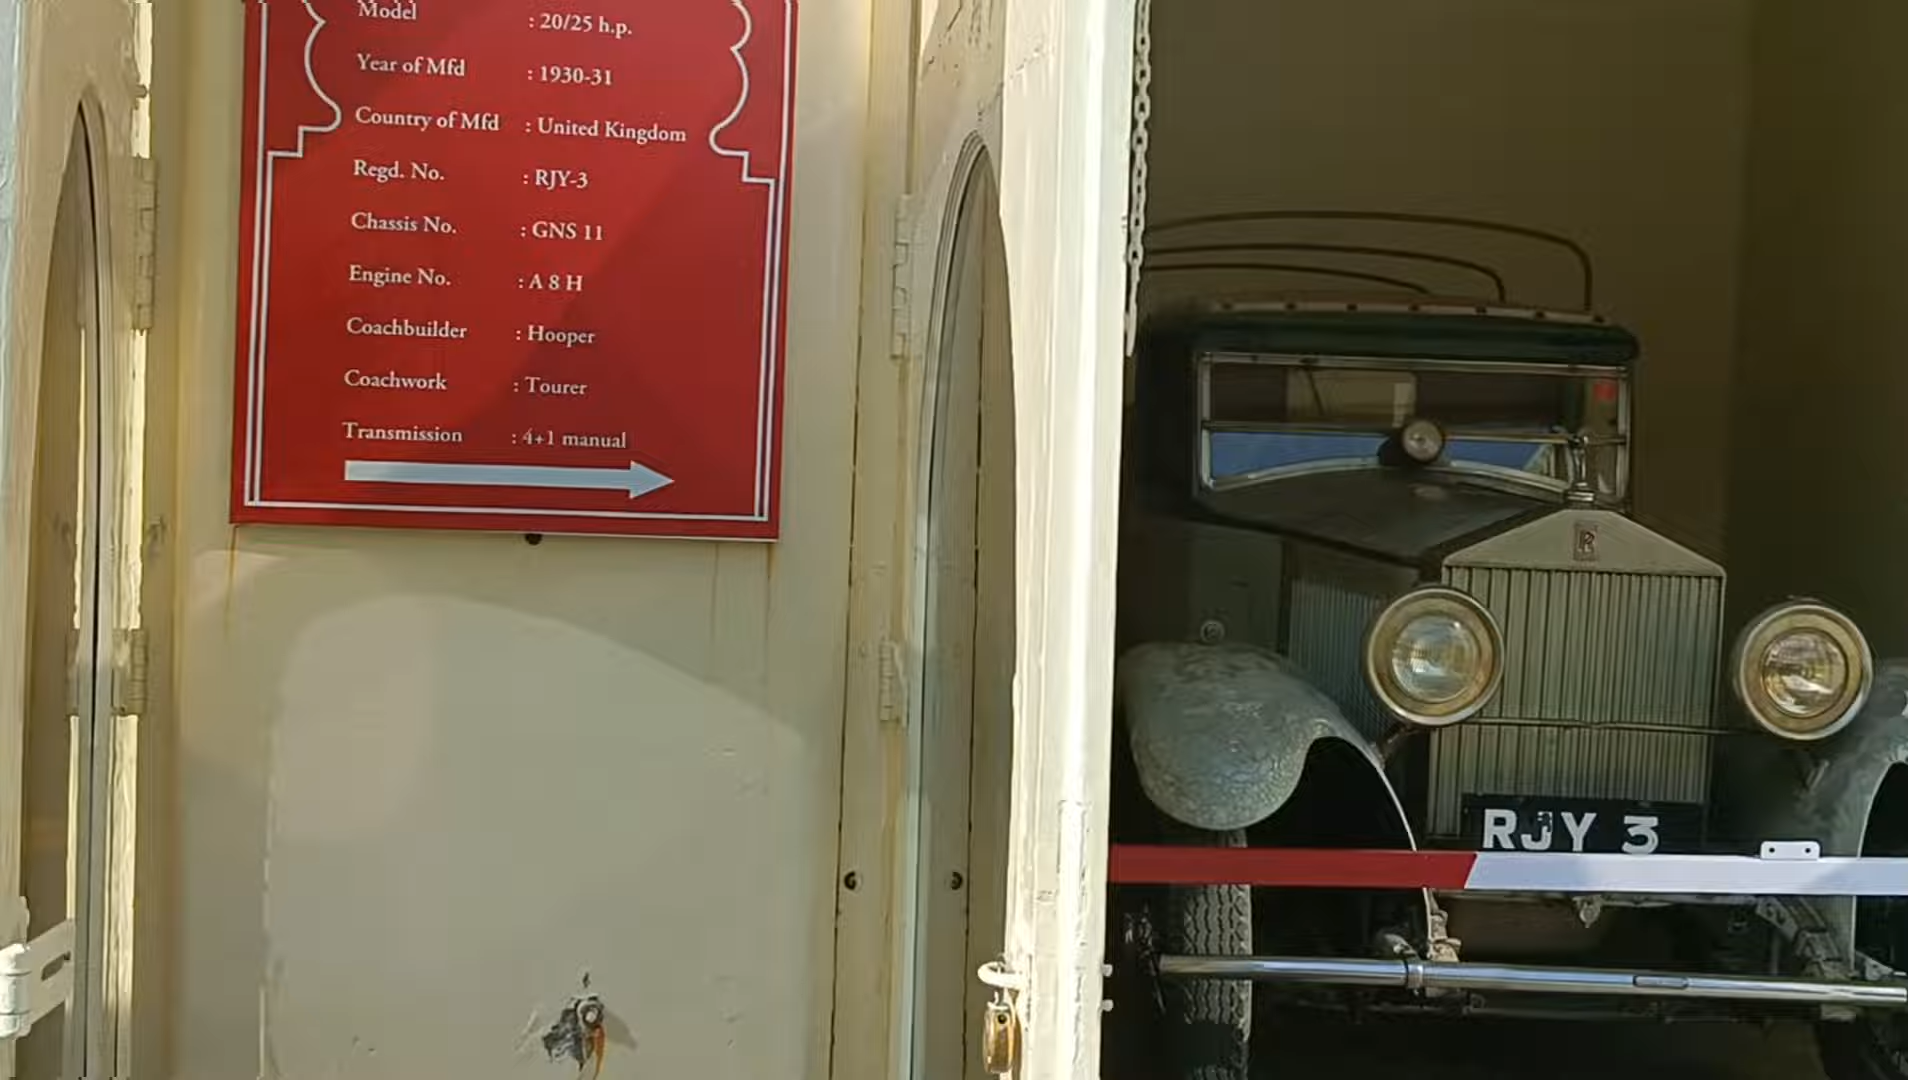 Model : 20/25 h.p.
Year of Mfd : 1930-31
Country of Mfd : United Kingdom
Regd. No. : RJY-3
Chassis No. : GNS 11
Engine No. : A 8 H
Coachbuilder : Hooper
Coachwork : Tourer
Transmission : 4+1 manual
RJY 3